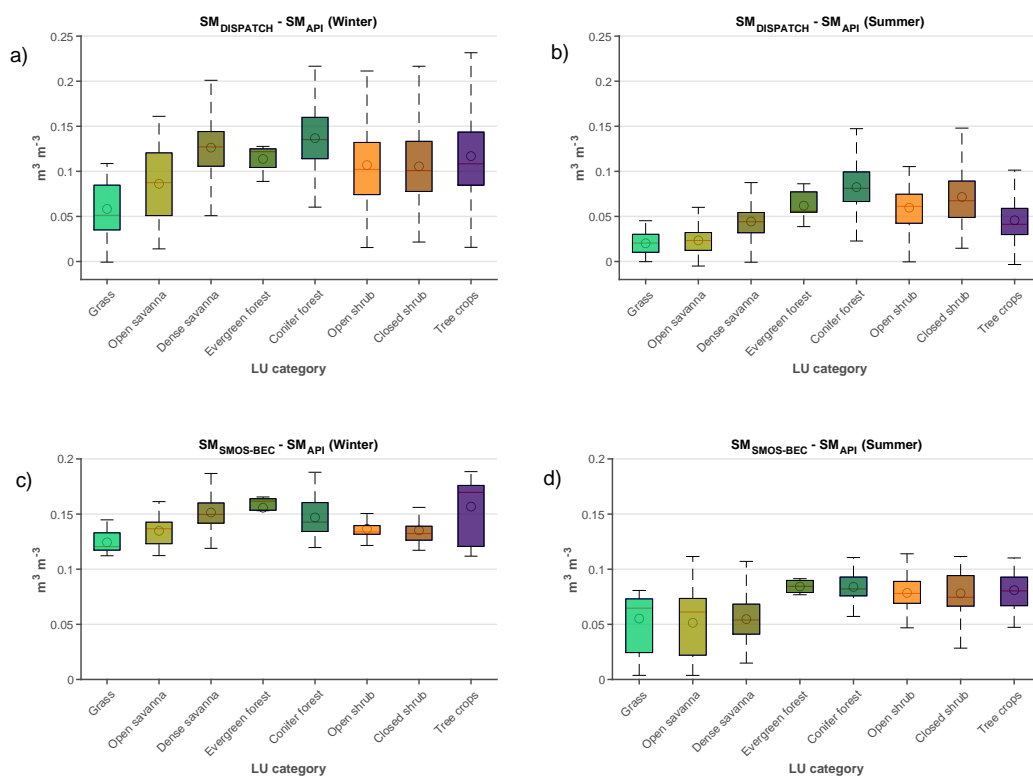 a)
SM_DISPATCH - SM_API (Winter)
0.25
0.2
0.15
0.1
0.05
0
m³ m⁻³
Grass
Open savanna
Dense savanna
Evergreen forest
Conifer forest
Open shrub
Closed shrub
Tree crops
LU category
b)
SM_DISPATCH - SM_API (Summer)
0.25
0.2
0.15
0.1
0.05
0
m³ m⁻³
Grass
Open savanna
Dense savanna
Evergreen forest
Conifer forest
Open shrub
Closed shrub
Tree crops
LU category
c)
SM_SMOS-BEC - SM_API (Winter)
0.2
0.15
0.1
0.05
0
m³ m⁻³
Grass
Open savanna
Dense savanna
Evergreen forest
Conifer forest
Open shrub
Closed shrub
Tree crops
LU category
d)
SM_SMOS-BEC - SM_API (Summer)
0.2
0.15
0.1
0.05
0
m³ m⁻³
Grass
Open savanna
Dense savanna
Evergreen forest
Conifer forest
Open shrub
Closed shrub
Tree crops
LU category